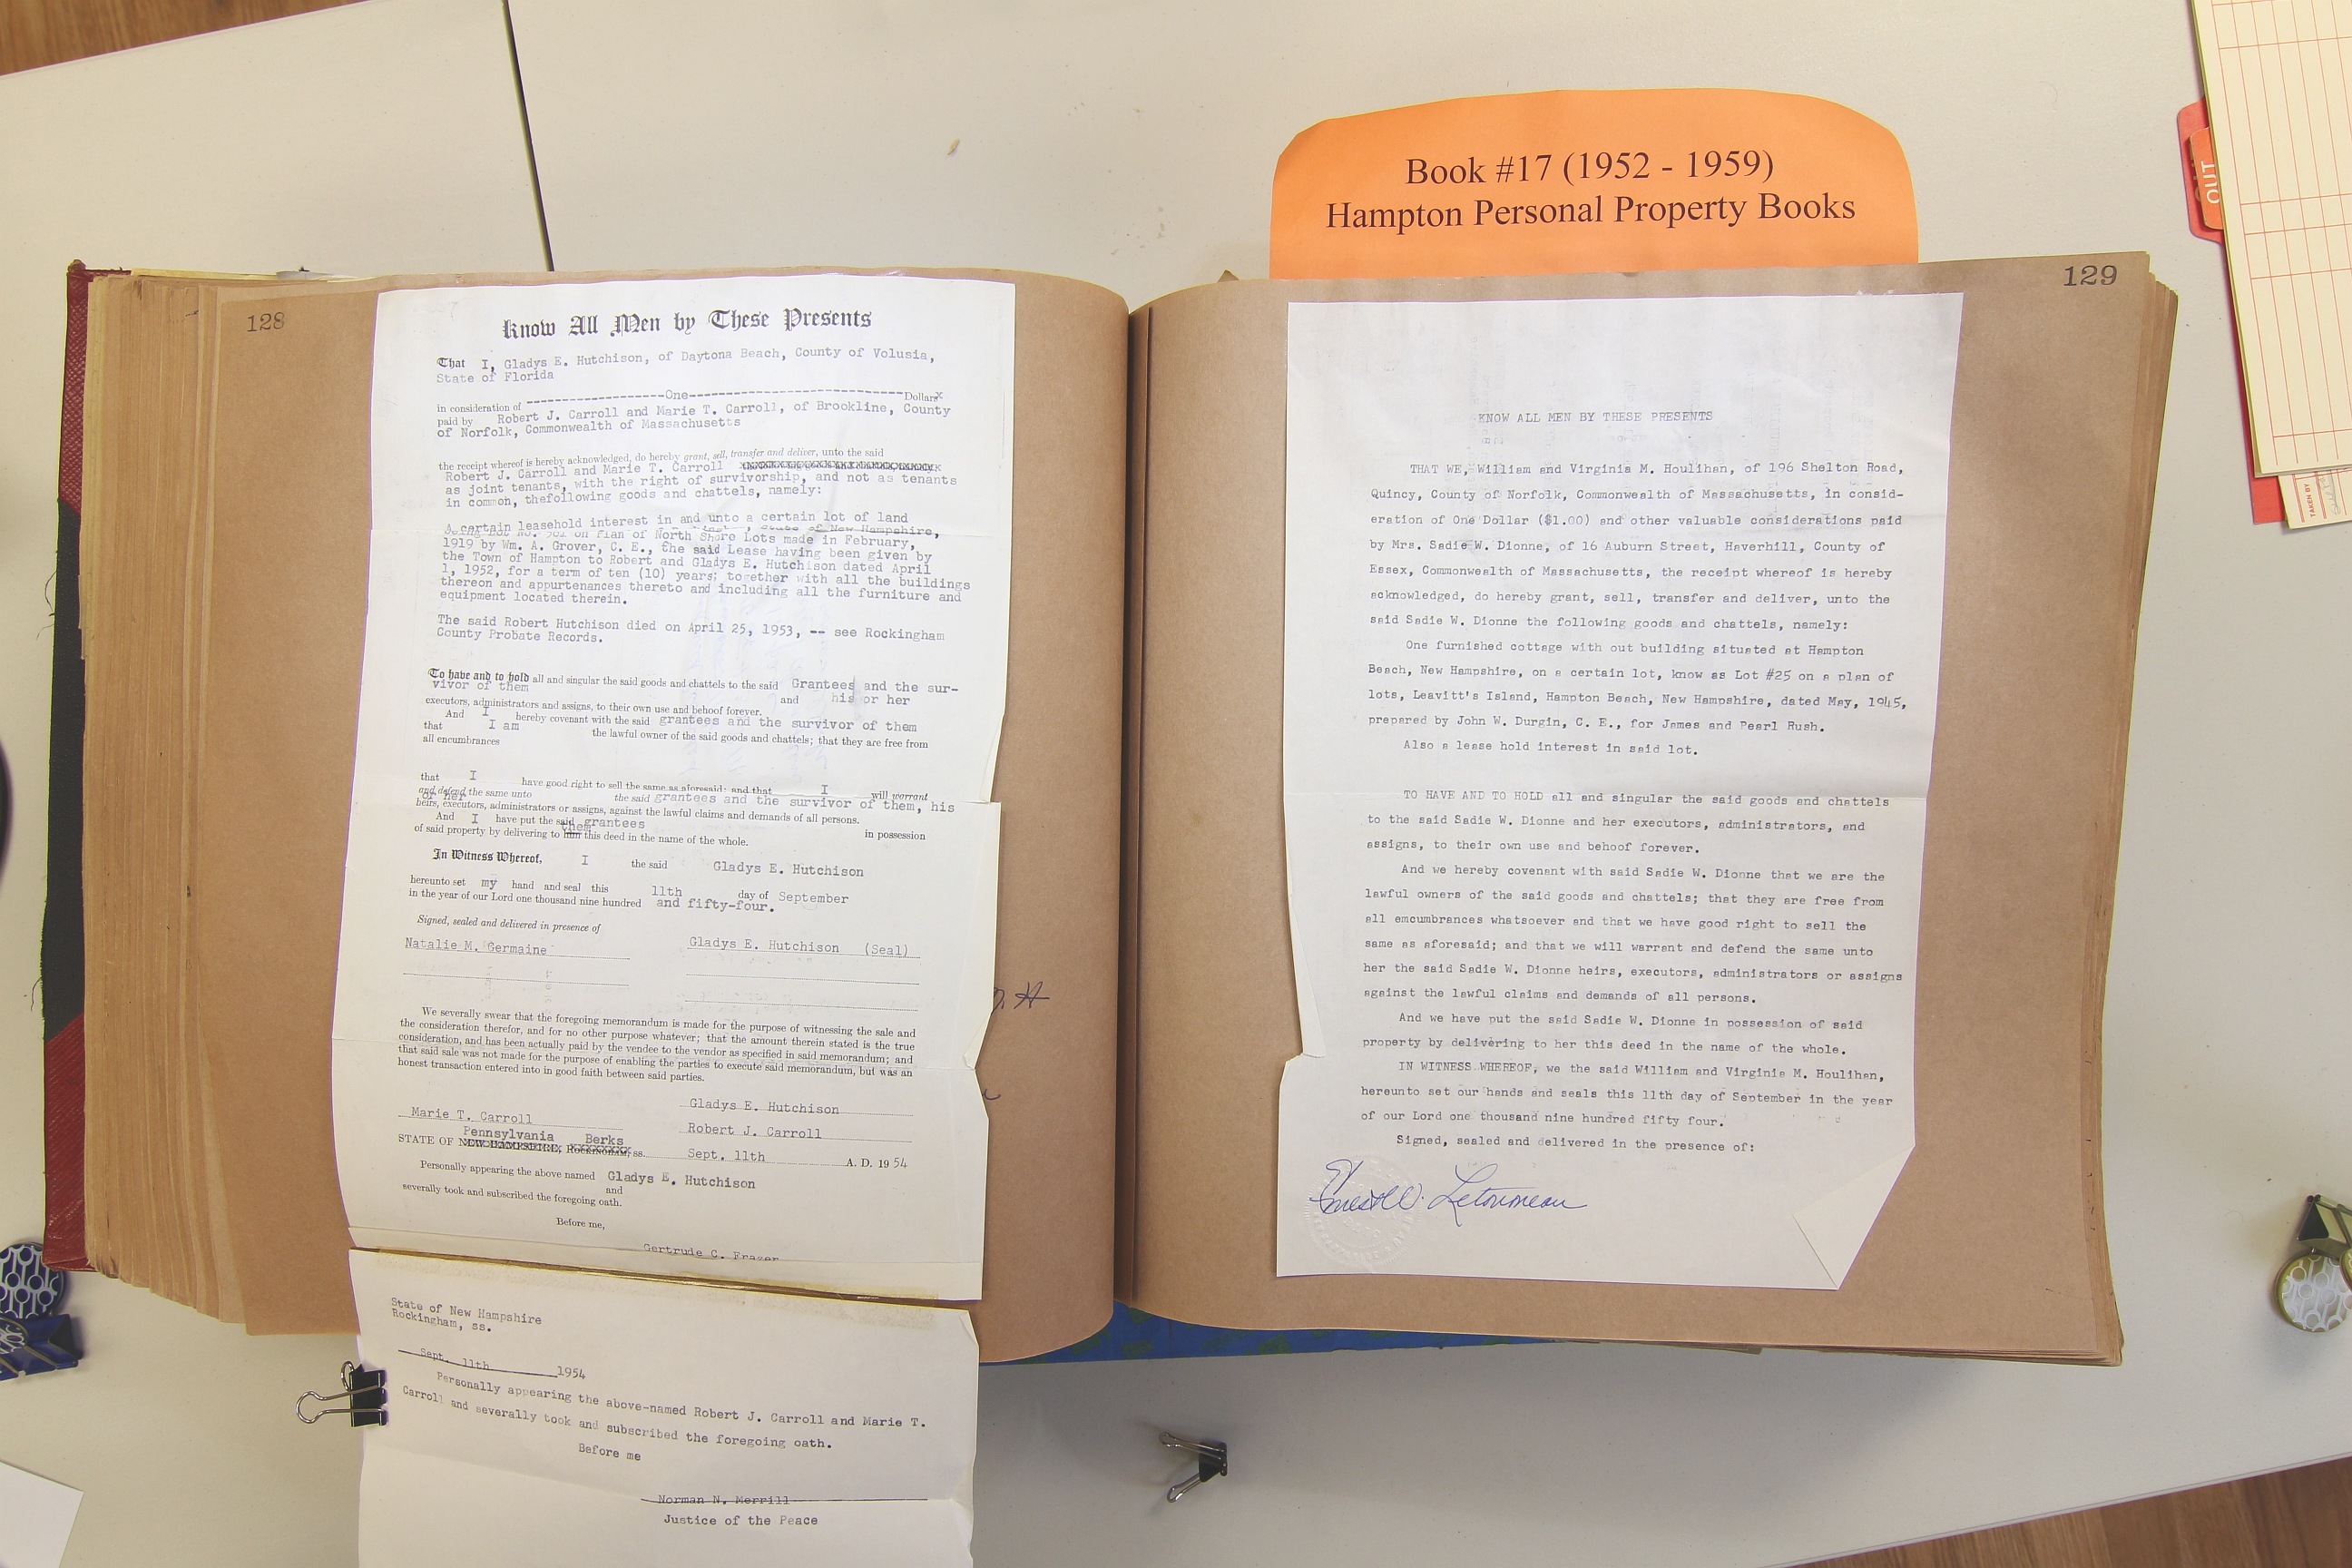 Book #17 (1952 - 1959)
Hampton Personal Property Books
OUT
TAKEN BY
128
Know All Men by These Presents
That I, Gladys E. Hutchison, of Daytona Beach, County of Volusia,
State of Florida
in consideration of -------------------One----------------------------- Dollarsx
paid by Robert J. Carroll and Marie T. Carroll, of Brookline, County
of Norfolk, Commonwealth of Massachusetts
the receipt whereof is hereby acknowledged, do hereby grant, sell, transfer and deliver, unto the said
Robert J. Carroll and Marie T. Carroll
as joint tenants, with the right of survivorship, and not as tenants
in common, thefollowing goods and chattels, namely:
A certain leasehold interest in and unto a certain lot of land
State of New Hampshire,
being Lot No. on Plan of North Shore Lots made in February,
1919 by Wm. A. Grover, C. E., the said Lease having been given by
the Town of Hampton to Robert and Gladys E. Hutchison dated April
1, 1952, for a term of ten (10) years; together with all the buildings
thereon and appurtenances thereto and including all the furniture and
equipment located therein.
The said Robert Hutchison died on April 25, 1953, -- see Rockingham
County Probate Records.
To have and to hold all and singular the said goods and chattels to the said Grantees and the sur-
vivor of them and his or her
executors, administrators and assigns, to their own use and behoof forever.
And I hereby covenant with the said grantees and the survivor of them
that I am the lawful owner of the said goods and chattels; that they are free from
all encumbrances
that I have good right to sell the same as aforesaid; and that I will warrant
and defend the same unto the said grantees and the survivor of them, his
or her
heirs, executors, administrators or assigns, against the lawful claims and demands of all persons.
And I have put the said grantees in possession
of said property by delivering to him them this deed in the name of the whole.
In Witness Whereof, I the said Gladys E. Hutchison
hereunto set my hand and seal this 11th day of September
in the year of our Lord one thousand nine hundred and fifty-four.
Signed, sealed and delivered in presence of
Natalie M. Germaine Gladys E. Hutchison (Seal)
We severally swear that the foregoing memorandum is made for the purpose of witnessing the sale and
the consideration therefor, and for no other purpose whatever; that the amount therein stated is the true
consideration, and has been actually paid by the vendee to the vendor as specified in said memorandum; and
that said sale was not made for the purpose of enabling the parties to execute said memorandum, but was an
honest transaction entered into in good faith between said parties.
Gladys E. Hutchison
Marie T. Carroll Robert J. Carroll
Pennsylvania Berks
STATE OF NEW HAMPSHIRE, ROCKINGHAM, ss. Sept. 11th A. D. 1954
Personally appearing the above named Gladys E. Hutchison
and
severally took and subscribed the foregoing oath.
Before me,
Gertrude C. Frazer
State of New Hampshire
Rockingham, ss.
Sept. 11th 1954
Personally appearing the above-named Robert J. Carroll and Marie T.
Carroll and severally took and subscribed the foregoing oath.
Before me
Norman N. Merrill
Justice of the Peace
129
KNOW ALL MEN BY THESE PRESENTS
THAT WE, William and Virginia M. Houlihan, of 196 Shelton Road,
Quincy, County of Norfolk, Commonwealth of Massachusetts, in consid-
eration of One Dollar ($1.00) and other valuable considerations paid
by Mrs. Sadie W. Dionne, of 16 Auburn Street, Haverhill, County of
Essex, Commonwealth of Massachusetts, the receipt whereof is hereby
acknowledged, do hereby grant, sell, transfer and deliver, unto the
said Sadie W. Dionne the following goods and chattels, namely:
One furnished cottage with out building situated at Hampton
Beach, New Hampshire, on a certain lot, know as Lot #25 on a plan of
lots, Leavitt's Island, Hampton Beach, New Hampshire, dated May, 1945,
prepared by John W. Durgin, C. E., for James and Pearl Rush.
Also a lease hold interest in said lot.
TO HAVE AND TO HOLD all and singular the said goods and chattels
to the said Sadie W. Dionne and her executors, administrators, and
assigns, to their own use and behoof forever.
And we hereby covenant with said Sadie W. Dionne that we are the
lawful owners of the said goods and chattels; that they are free from
all emcumbrances whatsoever and that we have good right to sell the
same as aforesaid; and that we will warrant and defend the same unto
her the said Sadie W. Dionne heirs, executors, administrators or assigns
against the lawful claims and demands of all persons.
And we have put the said Sadie W. Dionne in possession of said
property by delivering to her this deed in the name of the whole.
IN WITNESS WHEREOF, we the said William and Virginia M. Houlihan,
hereunto set our hands and seals this 11th day of September in the year
of our Lord one thousand nine hundred fifty four.
Signed, sealed and delivered in the presence of:
Ernest W. Letourneau